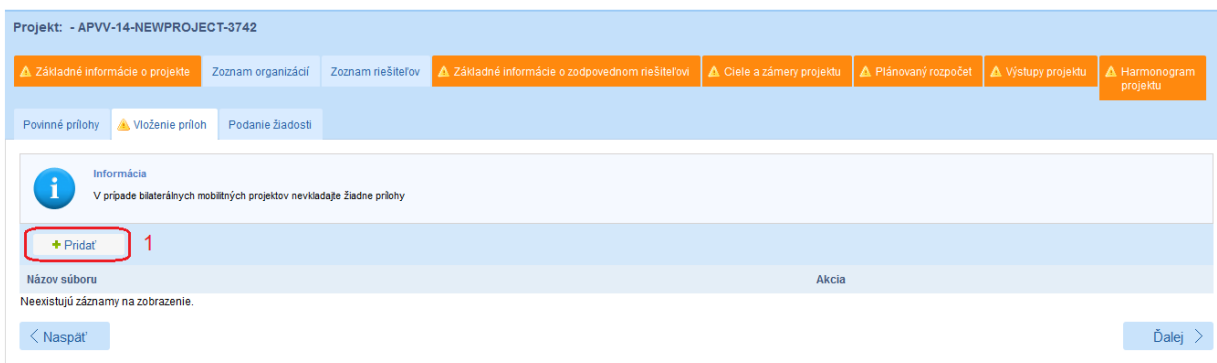 Projekt: - APVV-14-NEWPROJECT-3742
Základné informácie o projekte
Zoznam organizácií
Zoznam riešiteľov
Základné informácie o zodpovednom riešiteľovi
Ciele a zámery projektu
Plánovaný rozpočet
Výstupy projektu
Harmonogram
projektu
Povinné prílohy
Vloženie príloh
Podanie žiadosti
Informácia
V prípade bilaterálnych mobilitných projektov nevkladajte žiadne prílohy
+ Pridať
1
Názov súboru
Akcia
Neexistujú záznamy na zobrazenie.
Naspäť
Ďalej